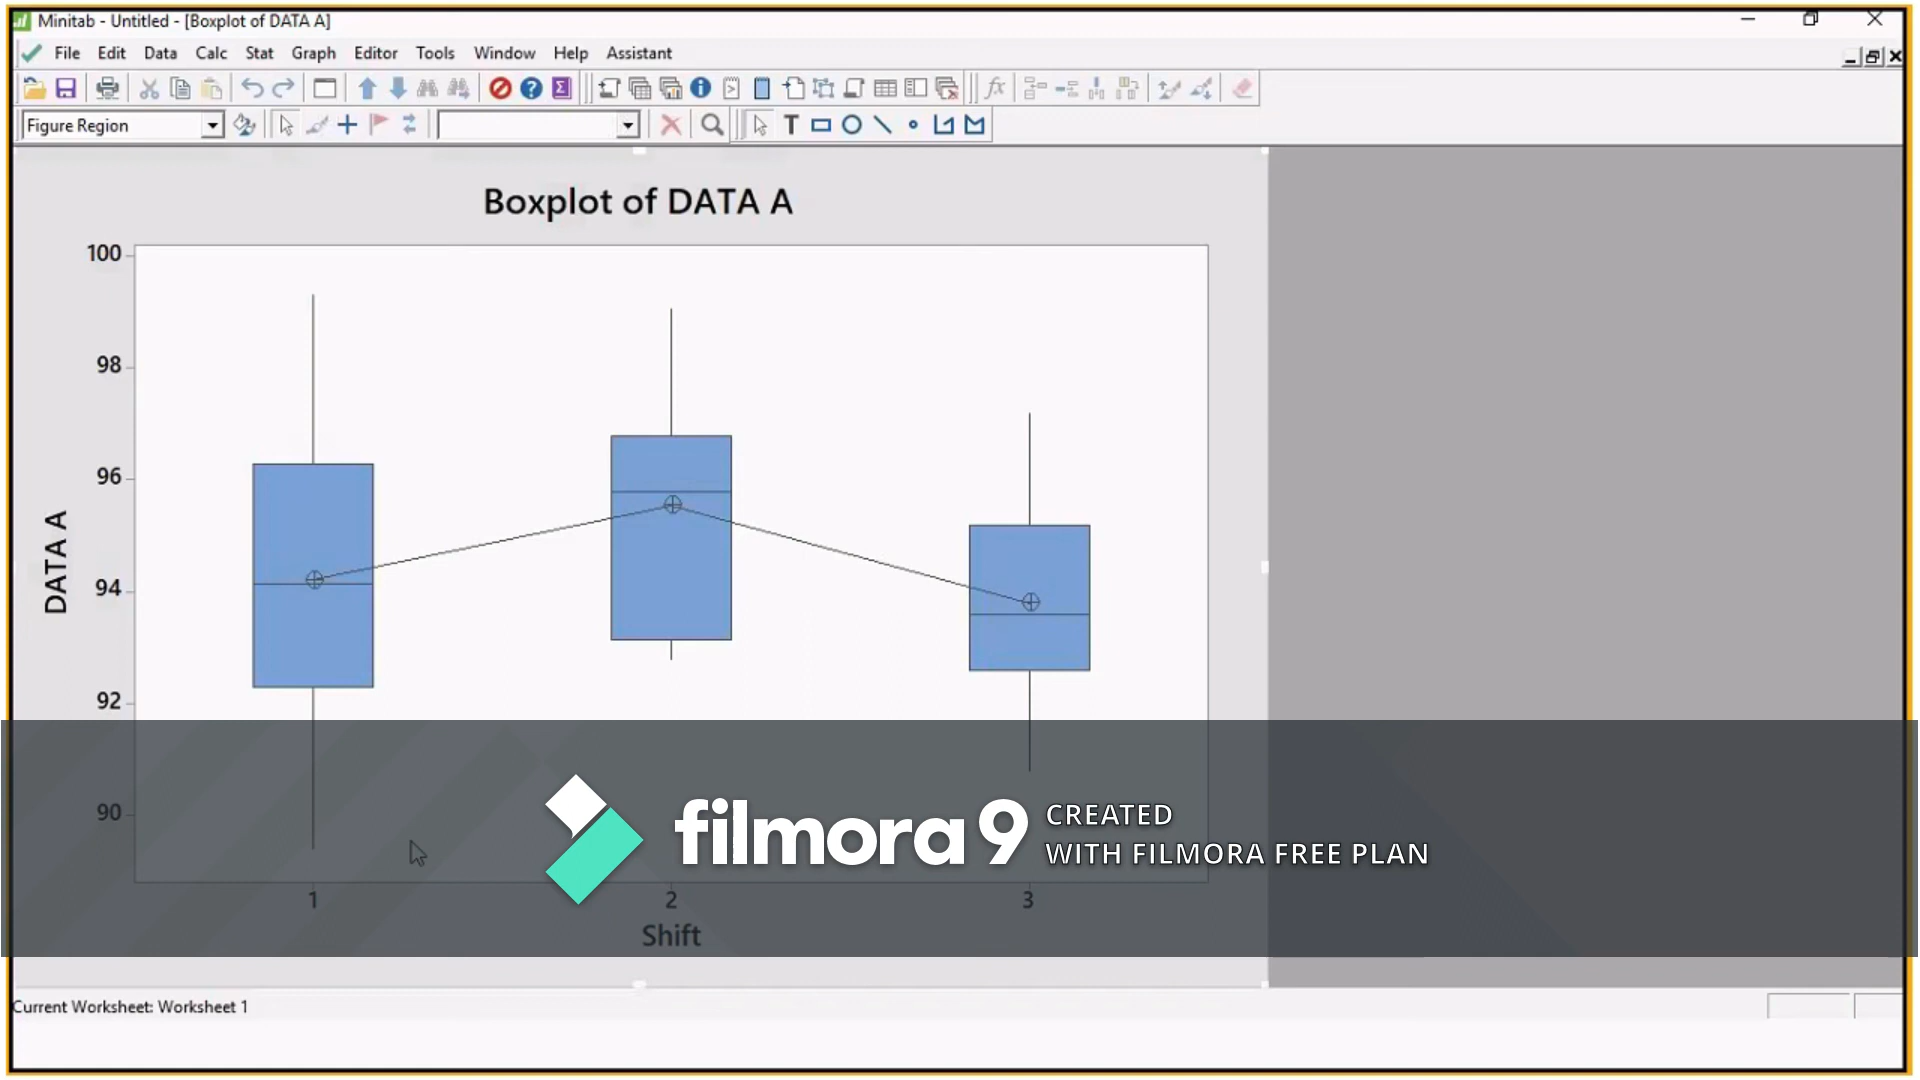 Minitab - Untitled - [Boxplot of DATA A]
File Edit Data Calc Stat Graph Editor Tools Window Help Assistant
Figure Region
Boxplot of DATA A
100
98
96
94
92
90
DATA A
1 2 3
Shift
filmora9 CREATED
WITH FILMORA FREE PLAN
Current Worksheet: Worksheet 1